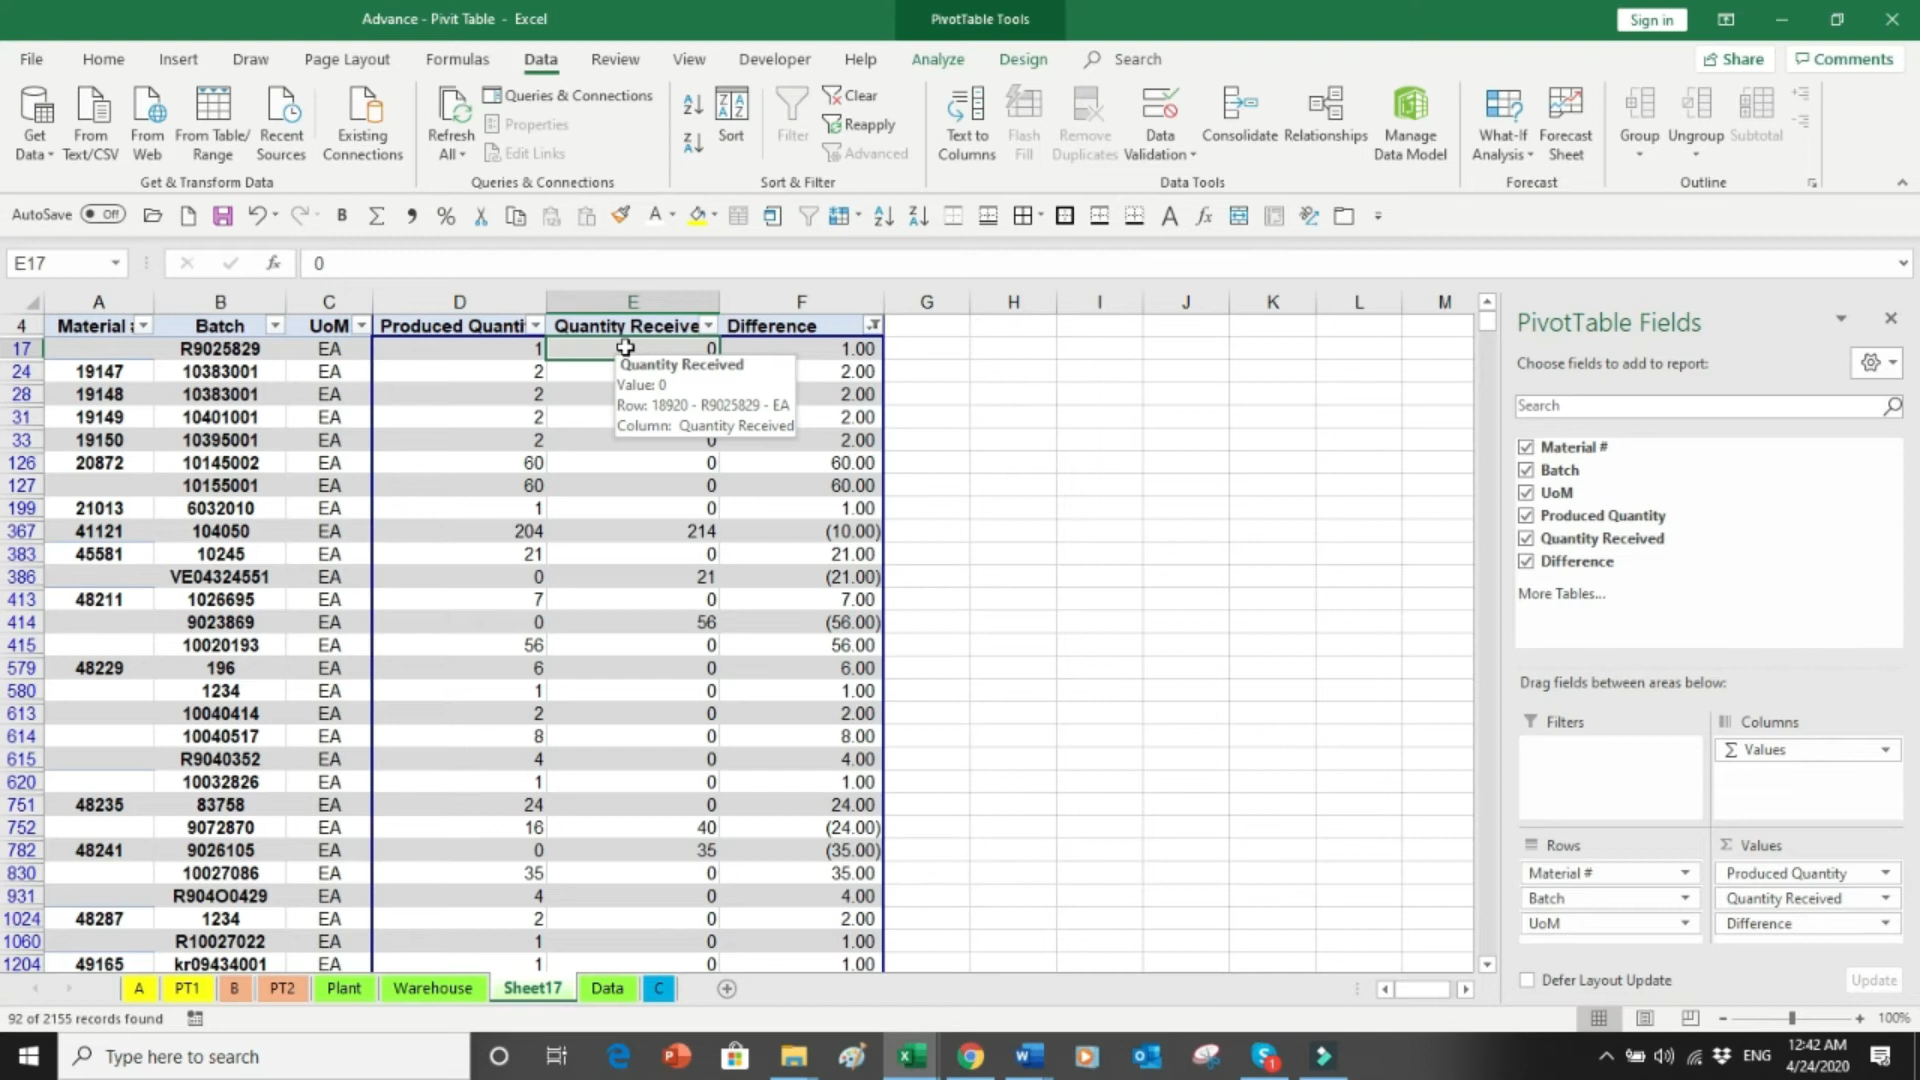 Advance - Pivit Table - Excel
PivotTable Tools
Sign in
File Home Insert Draw Page Layout Formulas Data Review View Developer Help Analyze Design Search Share Comments
Get Data
From Text/CSV
From Web
From Table/ Range
Recent Sources
Existing Connections
Get & Transform Data
Refresh All
Queries & Connections
Properties
Edit Links
Queries & Connections
Sort
Filter
Clear
Reapply
Advanced
Sort & Filter
Text to Columns
Flash Fill
Remove Duplicates
Data Validation
Consolidate
Relationships
Manage Data Model
Data Tools
What-If Analysis
Forecast Sheet
Forecast
Group
Ungroup
Subtotal
Outline
AutoSave Off
E17 fx 0
A B C D E F G H I J K L M
4 Material Batch UoM Produced Quanti Quantity Receive Difference
17 R9025829 EA 1 0 1.00
24 19147 10383001 EA 2 2.00
28 19148 10383001 EA 2 2.00
31 19149 10401001 EA 2 2.00
33 19150 10395001 EA 2 0 2.00
126 20872 10145002 EA 60 0 60.00
127 10155001 EA 60 0 60.00
199 21013 6032010 EA 1 0 1.00
367 41121 104050 EA 204 214 (10.00)
383 45581 10245 EA 21 0 21.00
386 VE04324551 EA 0 21 (21.00)
413 48211 1026695 EA 7 0 7.00
414 9023869 EA 0 56 (56.00)
415 10020193 EA 56 0 56.00
579 48229 196 EA 6 0 6.00
580 1234 EA 1 0 1.00
613 10040414 EA 2 0 2.00
614 10040517 EA 8 0 8.00
615 R9040352 EA 4 0 4.00
620 10032826 EA 1 0 1.00
751 48235 83758 EA 24 0 24.00
752 9072870 EA 16 40 (24.00)
782 48241 9026105 EA 0 35 (35.00)
830 10027086 EA 35 0 35.00
931 R904O0429 EA 4 0 4.00
1024 48287 1234 EA 2 0 2.00
1060 R10027022 EA 1 0 1.00
1204 49165 kr09434001 EA 1 0 1.00
Quantity Received
Value: 0
Row: 18920 - R9025829 - EA
Column: Quantity Received
PivotTable Fields
Choose fields to add to report:
Search
Material #
Batch
UoM
Produced Quantity
Quantity Received
Difference
More Tables...
Drag fields between areas below:
Filters
Columns
Σ Values
Rows
Material #
Batch
UoM
Σ Values
Produced Quantity
Quantity Received
Difference
Defer Layout Update
Update
A PT1 B PT2 Plant Warehouse Sheet17 Data C
92 of 2155 records found
100%
Type here to search
ENG
12:42 AM
4/24/2020